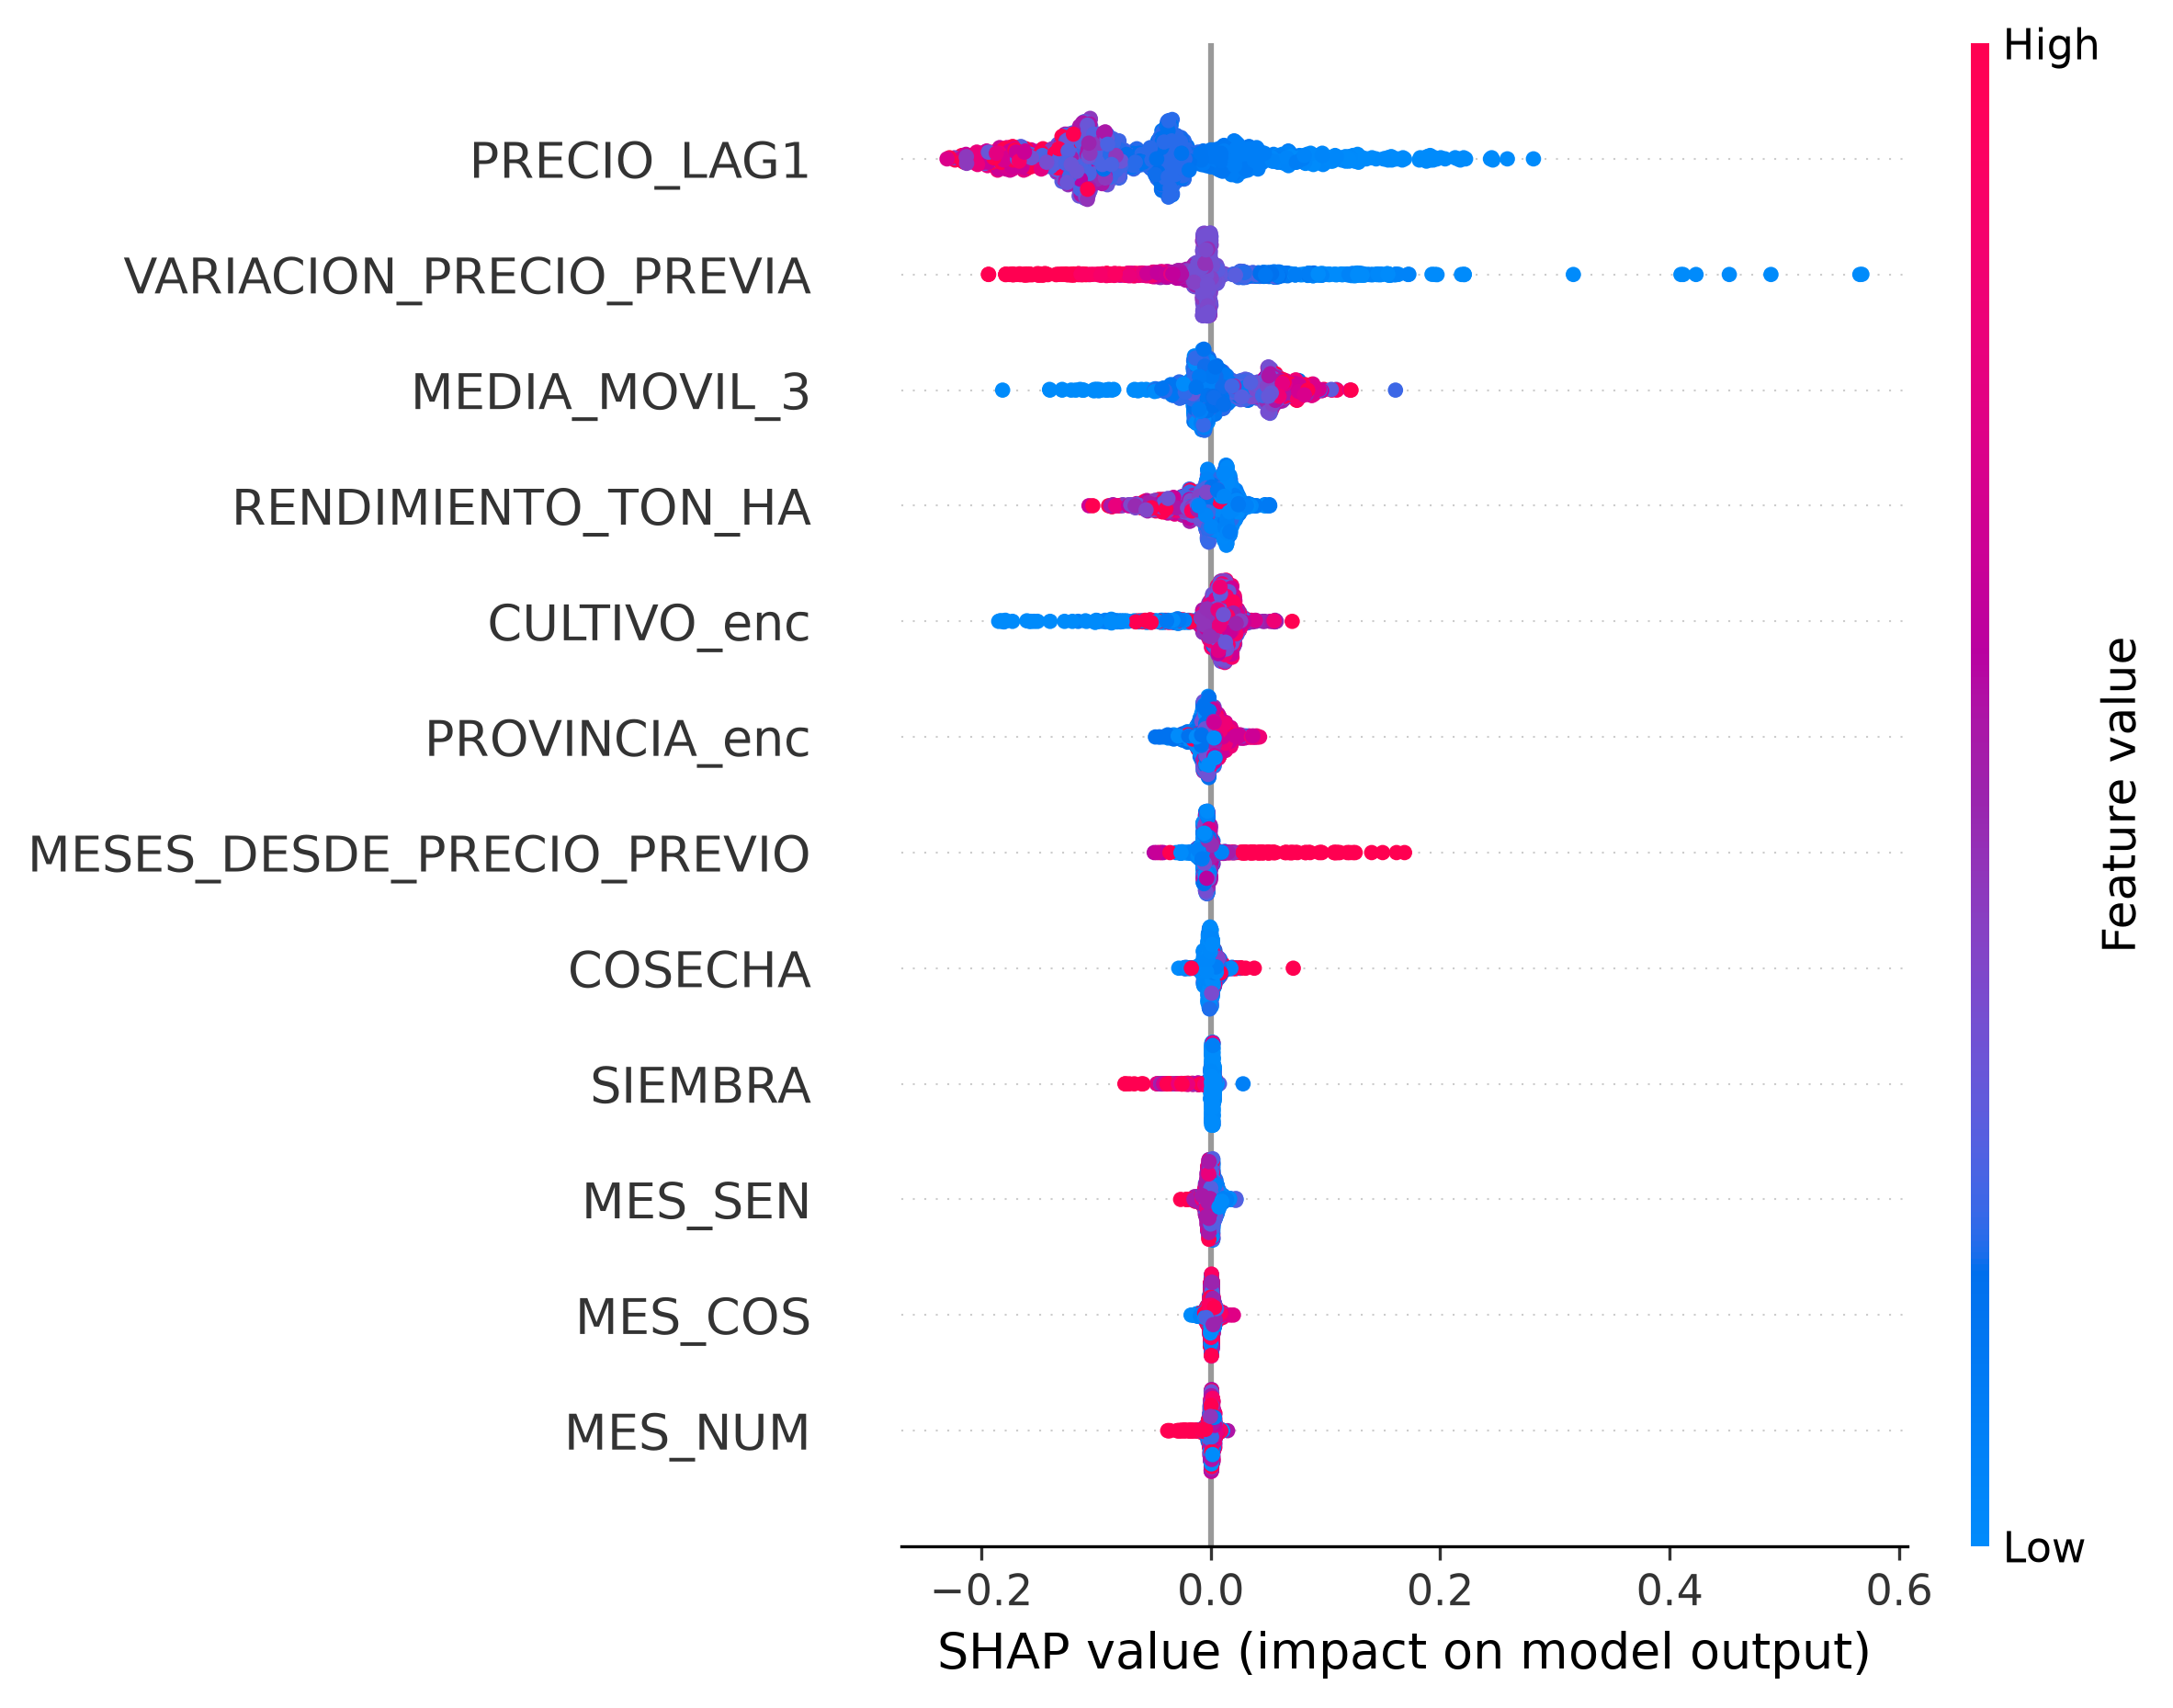 High
PRECIO_LAG1
VARIACION_PRECIO_PREVIA
MEDIA_MOVIL_3
RENDIMIENTO_TON_HA
CULTIVO_enc
PROVINCIA_enc
MESES_DESDE_PRECIO_PREVIO
COSECHA
SIEMBRA
MES_SEN
MES_COS
MES_NUM
Feature value
Low
−0.2 0.0 0.2 0.4 0.6
SHAP value (impact on model output)